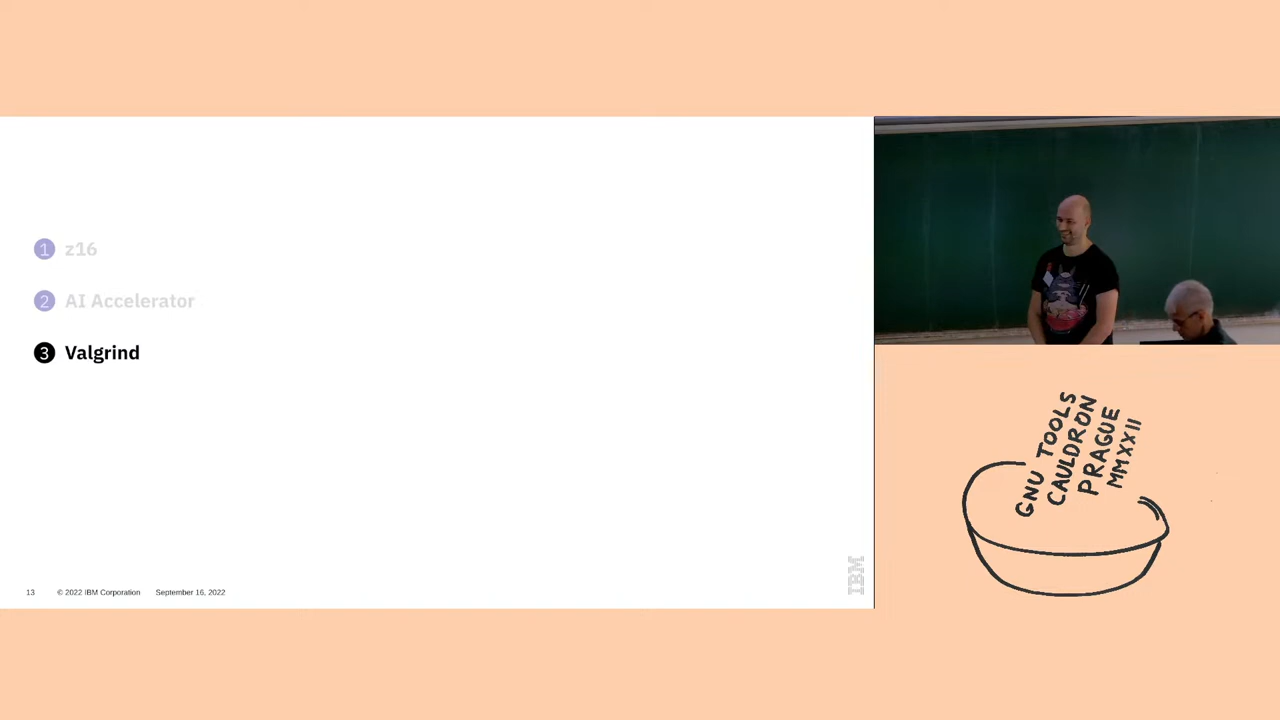 1 z16
2 AI Accelerator
3 Valgrind
13 © 2022 IBM Corporation September 16, 2022
IBM
GNU TOOLS
CAULDRON
PRAGUE
MMXXII